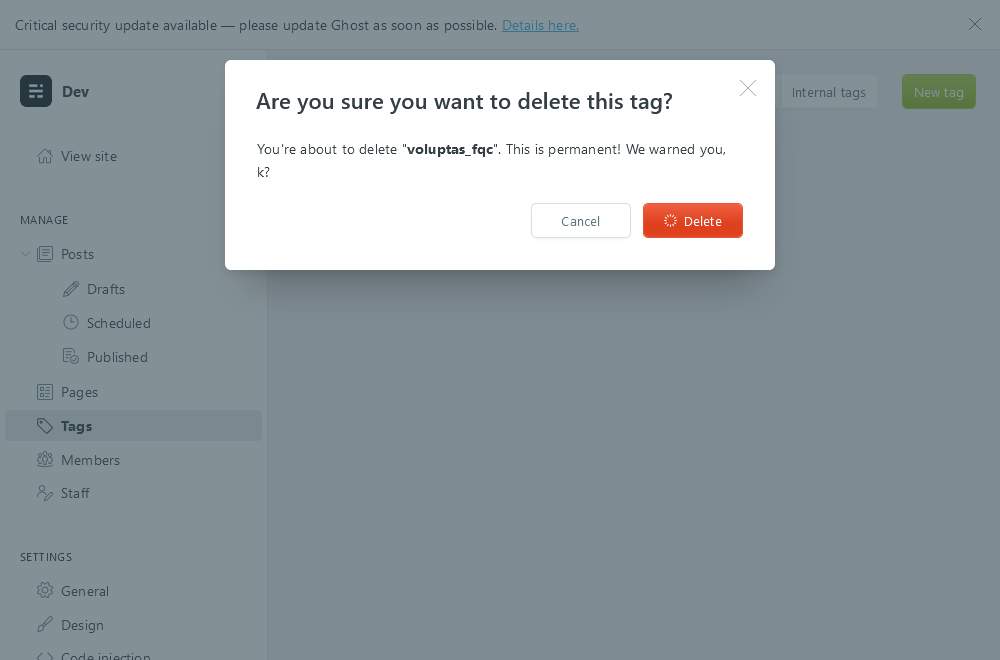 Critical security update available — please update Ghost as soon as possible. Details here.
Dev
Internal tags
New tag
Are you sure you want to delete this tag?
You're about to delete "voluptas_fqc". This is permanent! We warned you,
k?
Cancel
Delete
View site
MANAGE
Posts
Drafts
Scheduled
Published
Pages
Tags
Members
Staff
SETTINGS
General
Design
Code injection